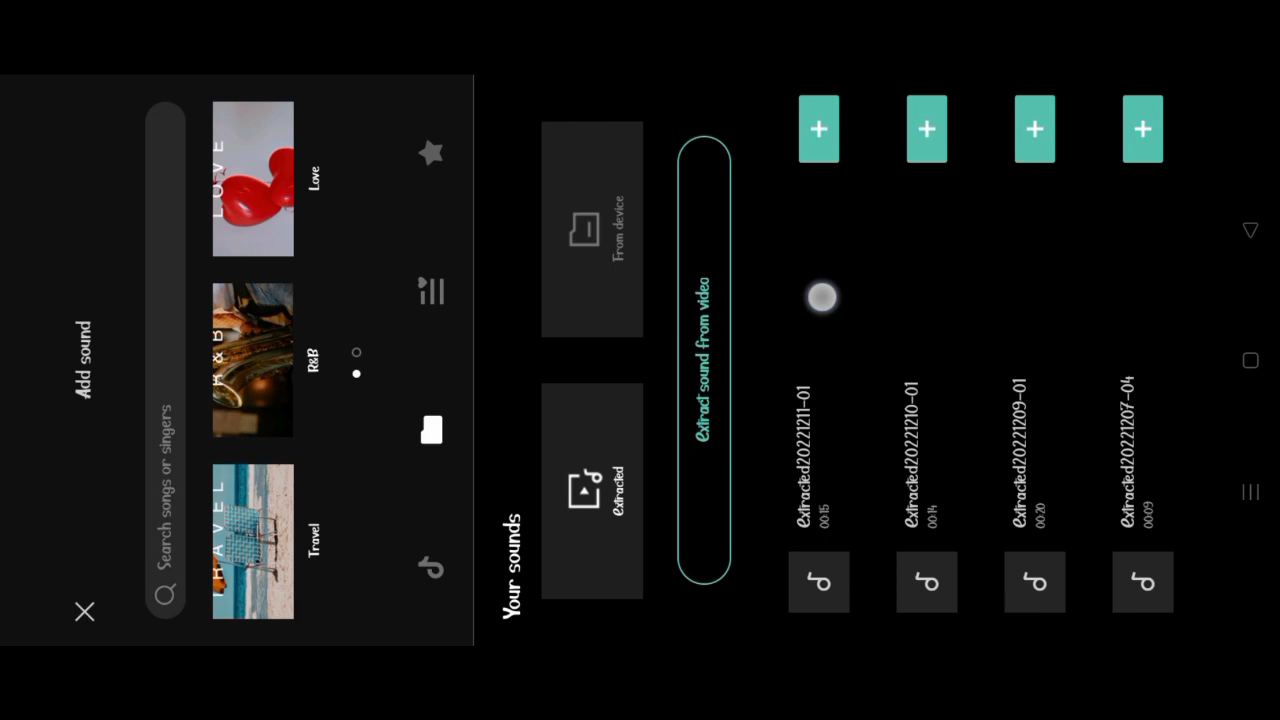 Add sound
Search songs or singers
TRAVEL
R & B
LOVE
Travel
R&B
Love
Your sounds
Extracted
From device
Extract sound from video
Extracted20221211-01
00:15
Extracted20221210-01
00:14
Extracted20221209-01
00:20
Extracted20221207-04
00:09